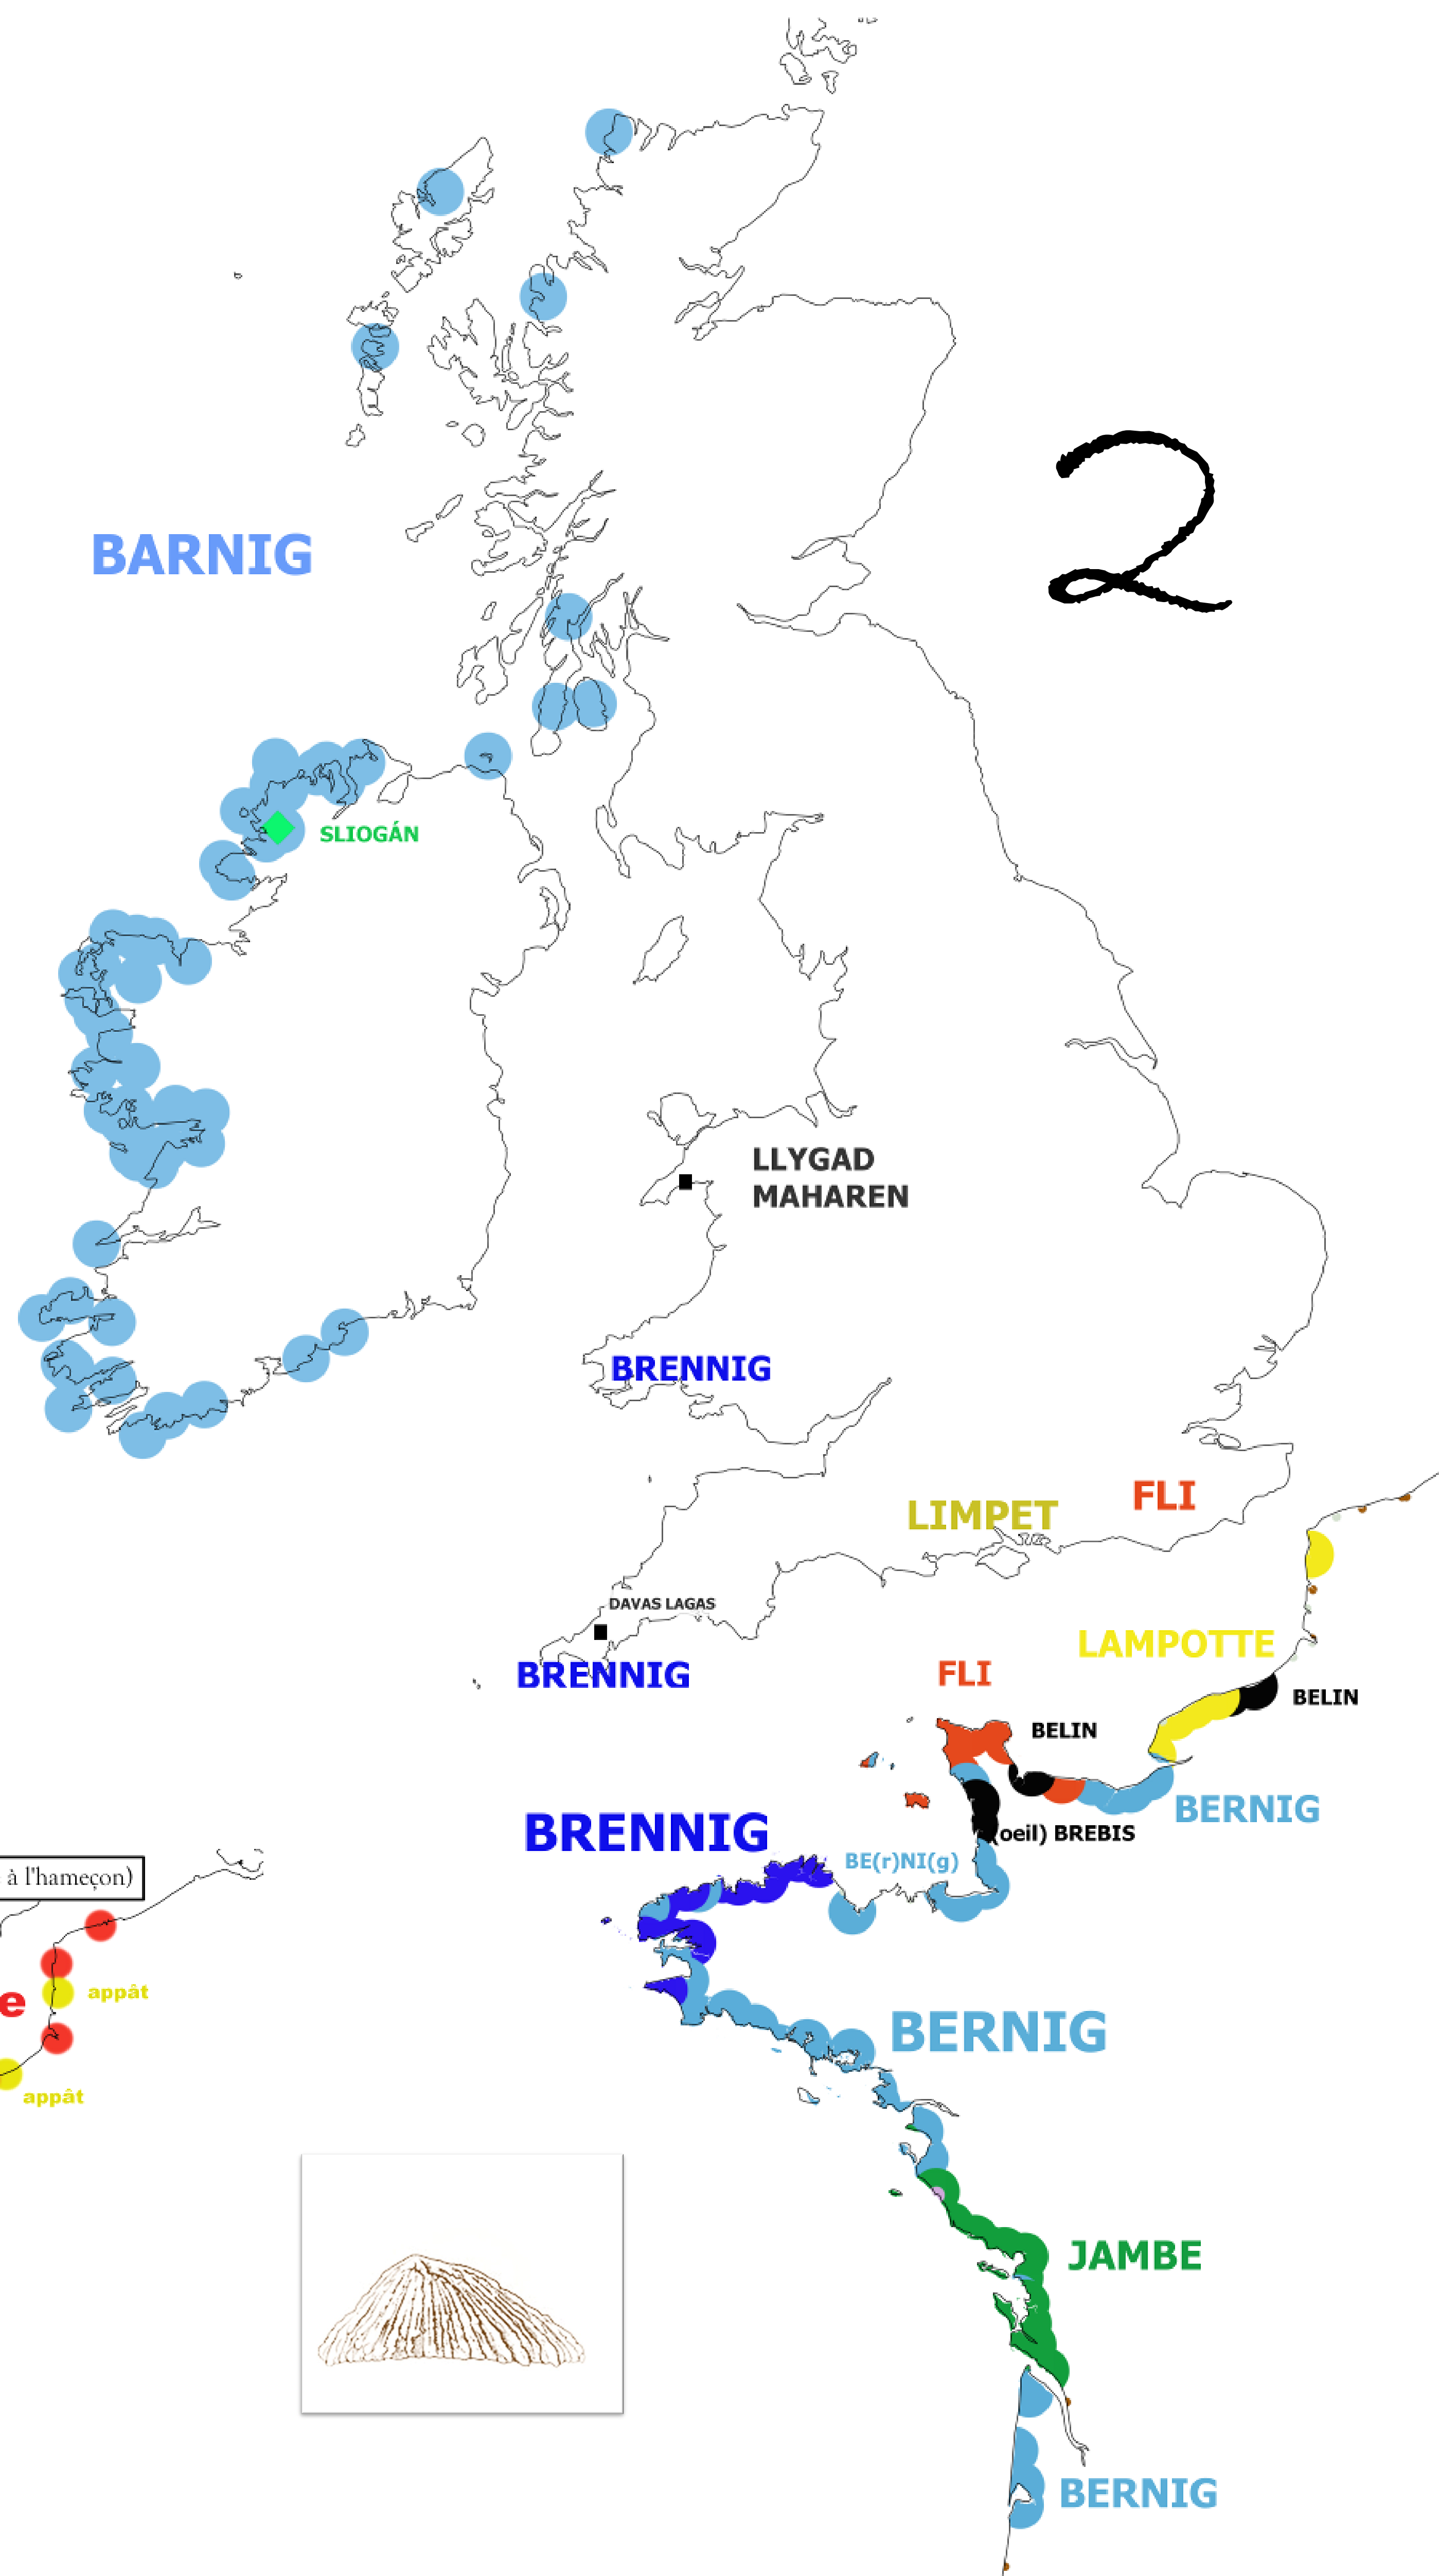 2
BARNIG
SLIOGÁN
LLYGAD
MAHAREN
BRENNIG
FLI
LIMPET
DAVAS LAGAS
LAMPOTTE
BRENNIG
FLI
BELIN
BELIN
BERNIG
BRENNIG
(oeil) BREBIS
BE(r)NI(g)
à l'hameçon)
e
appât
BERNIG
appât
JAMBE
BERNIG